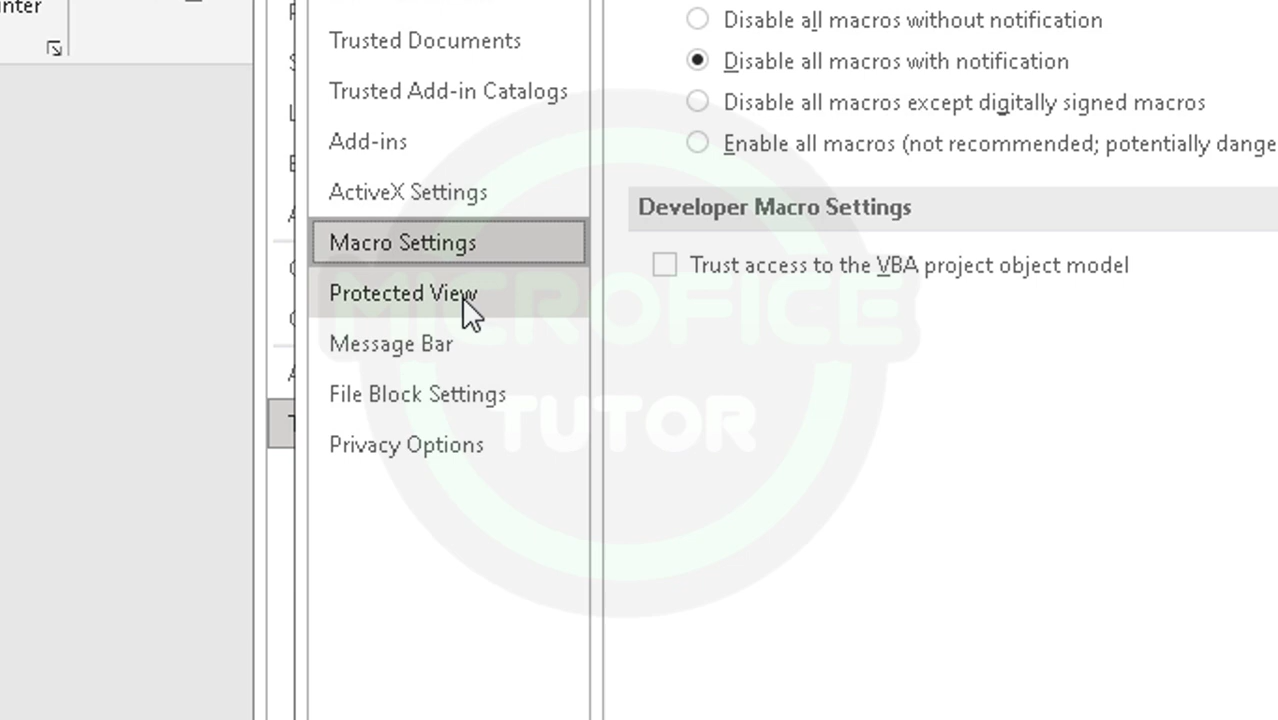 Trusted Documents
Trusted Add-in Catalogs
Add-ins
ActiveX Settings
Macro Settings
Protected View
Message Bar
File Block Settings
Privacy Options
Disable all macros without notification
Disable all macros with notification
Disable all macros except digitally signed macros
Enable all macros (not recommended; potentially dange
Developer Macro Settings
Trust access to the VBA project object model
MICROFICE
TUTOR